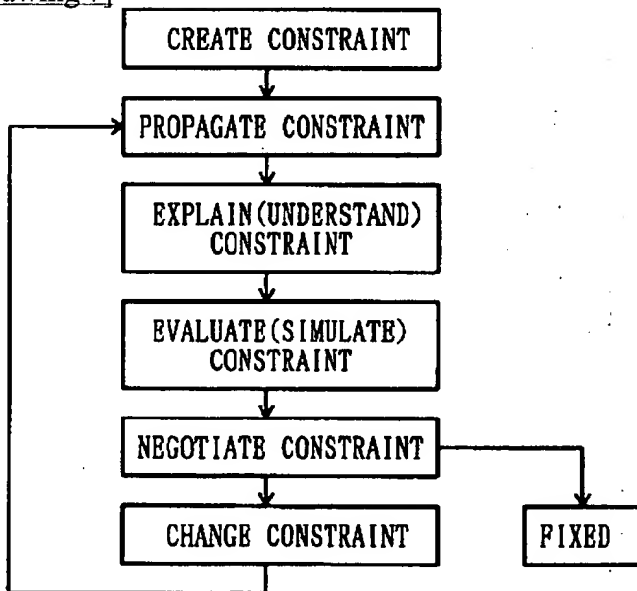 CREATE CONSTRAINT
PROPAGATE CONSTRAINT
EXPLAIN(UNDERSTAND)
CONSTRAINT
EVALUATE(SIMULATE)
CONSTRAINT
NEGOTIATE CONSTRAINT
CHANGE CONSTRAINT
FIXED